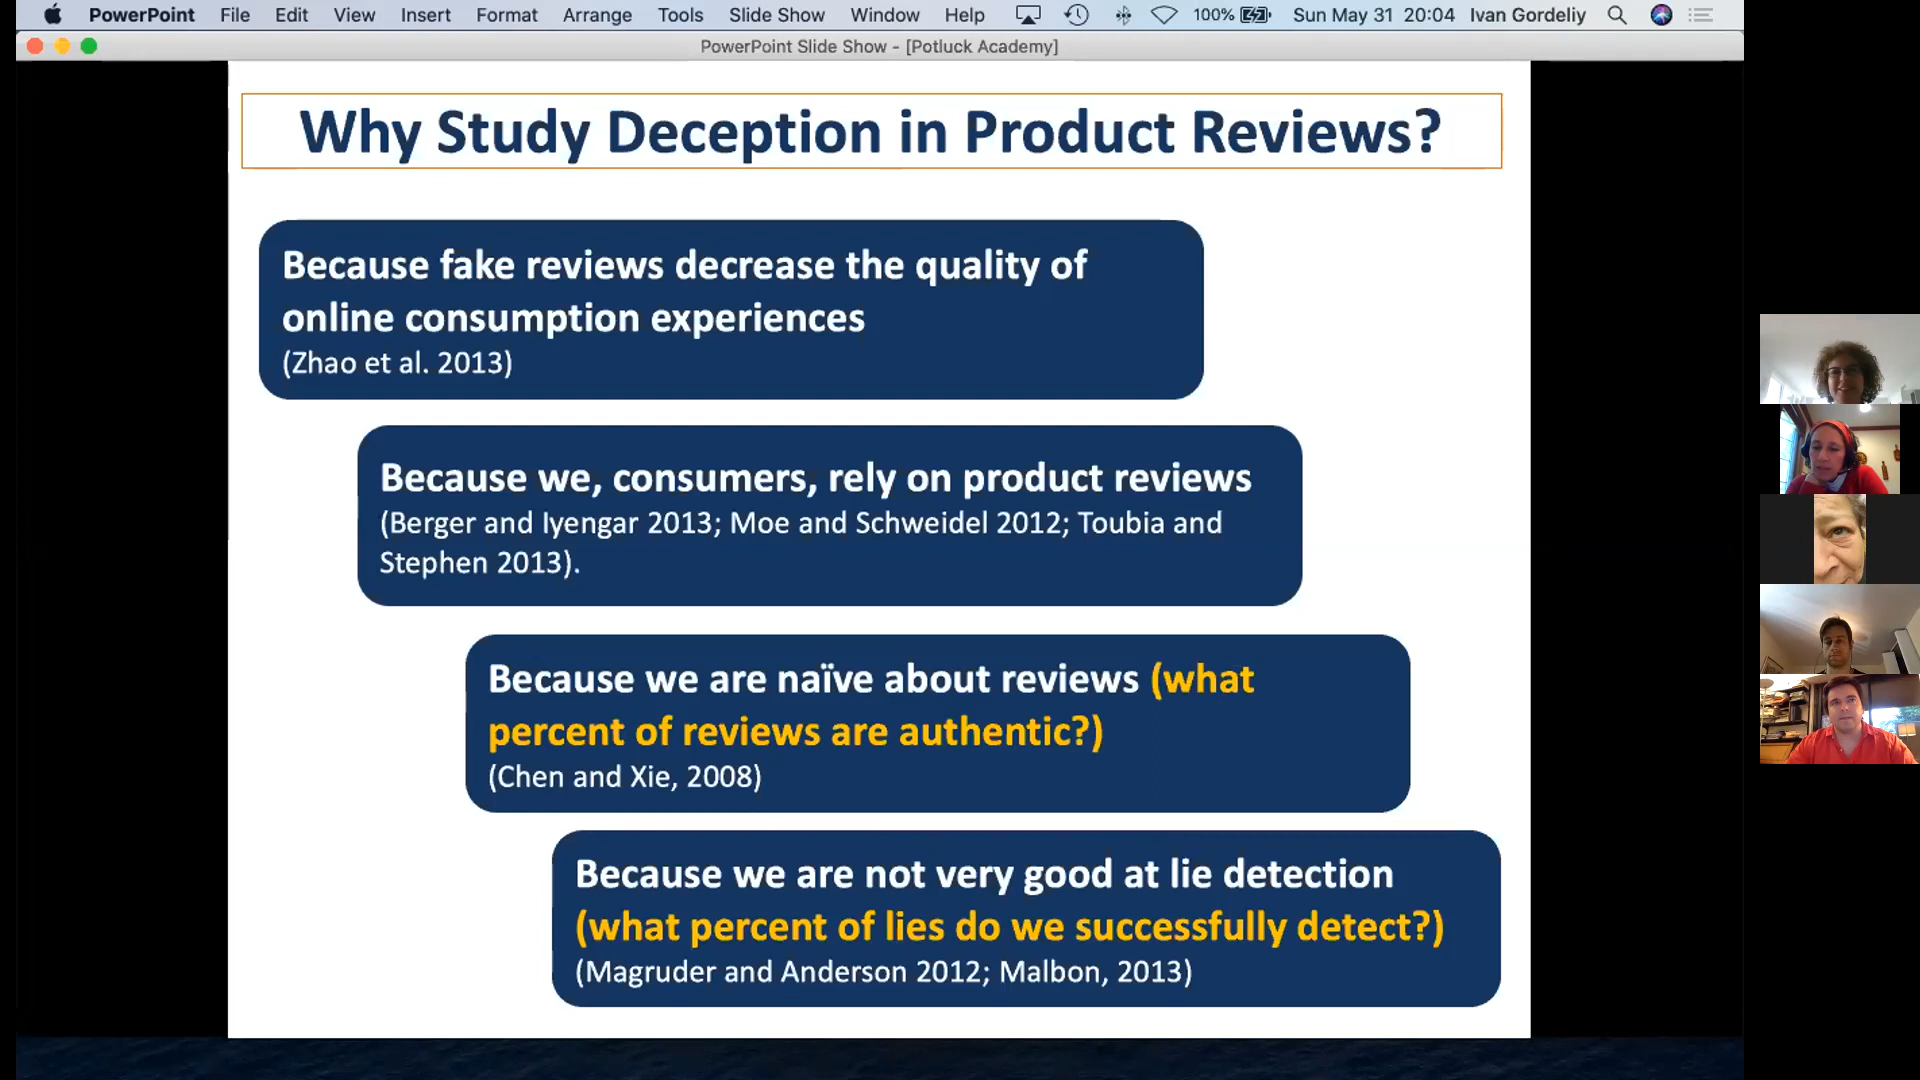 PowerPoint File Edit View Insert Format Arrange Tools Slide Show Window Help 100% Sun May 31 20:04 Ivan Gordeliy
PowerPoint Slide Show - [Potluck Academy]
Why Study Deception in Product Reviews?
Because fake reviews decrease the quality of
online consumption experiences
(Zhao et al. 2013)
Because we, consumers, rely on product reviews
(Berger and Iyengar 2013; Moe and Schweidel 2012; Toubia and
Stephen 2013).
Because we are naïve about reviews (what
percent of reviews are authentic?)
(Chen and Xie, 2008)
Because we are not very good at lie detection
(what percent of lies do we successfully detect?)
(Magruder and Anderson 2012; Malbon, 2013)